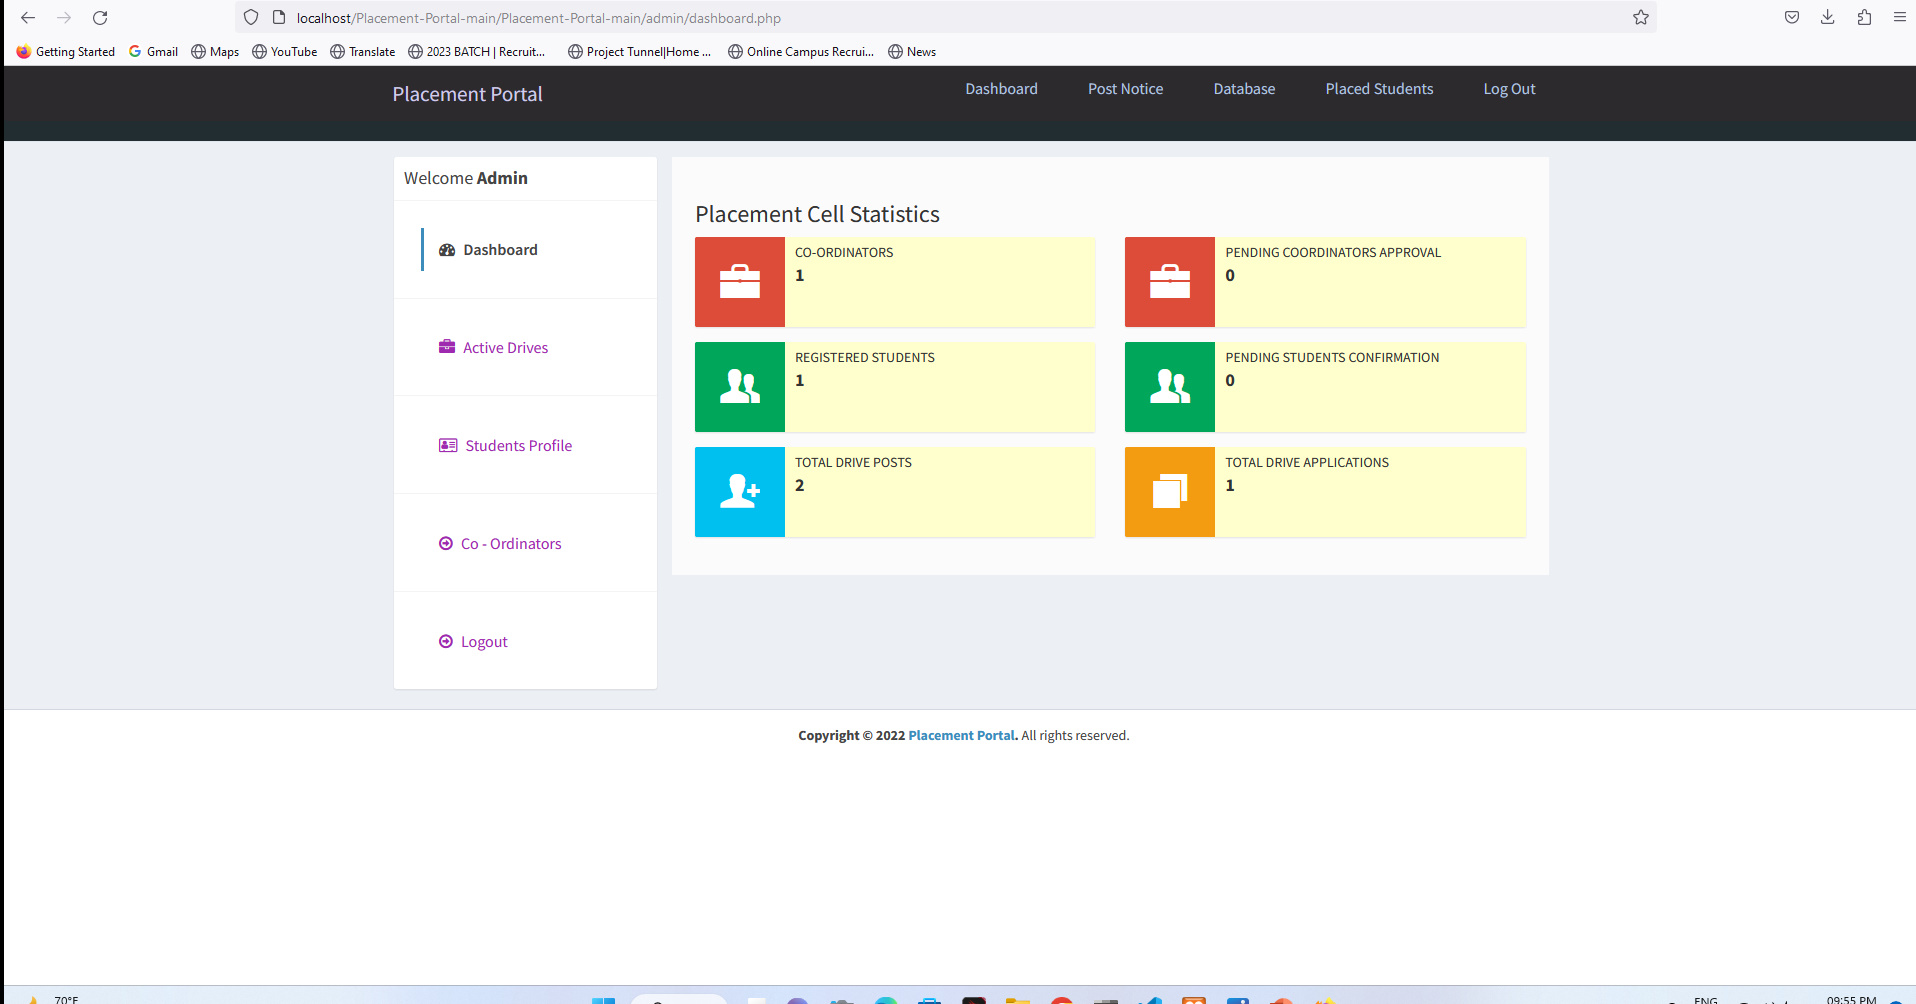 localhost/Placement-Portal-main/Placement-Portal-main/admin/dashboard.php
Getting Started Gmail Maps YouTube Translate 2023 BATCH | Recruit... Project Tunnel|Home ... Online Campus Recrui... News
Placement Portal Dashboard Post Notice Database Placed Students Log Out
Welcome Admin
Dashboard
Active Drives
Students Profile
Co - Ordinators
Logout
Placement Cell Statistics
CO-ORDINATORS
1
PENDING COORDINATORS APPROVAL
0
REGISTERED STUDENTS
1
PENDING STUDENTS CONFIRMATION
0
TOTAL DRIVE POSTS
2
TOTAL DRIVE APPLICATIONS
1
Copyright © 2022 Placement Portal. All rights reserved.
70°F
ENG
09:55 PM